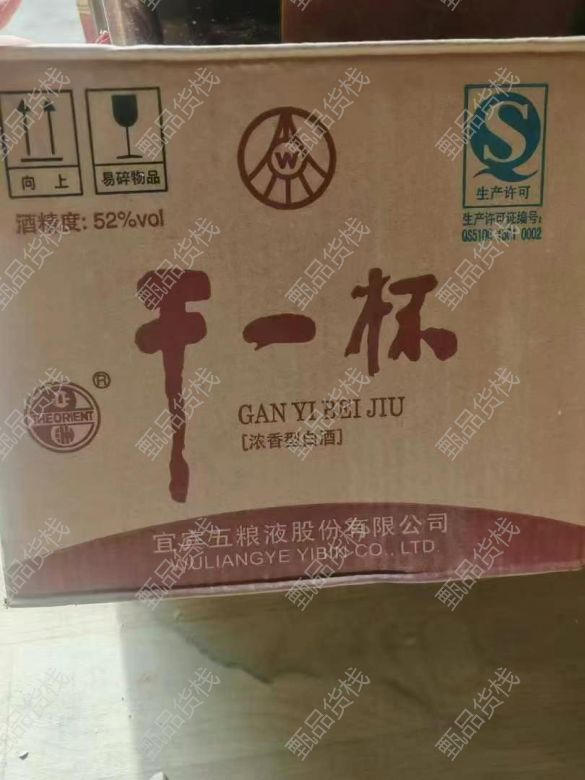 向上
易碎物品
酒精度: 52%vol
W
S
生产许可
生产许可证编号:
干一杯
THE ORIENT
®
GAN YI BEI JIU
[浓香型白酒]
宜宾五粮液股份有限公司
WULIANGYE YIBIN CO., LTD.
甄品货栈